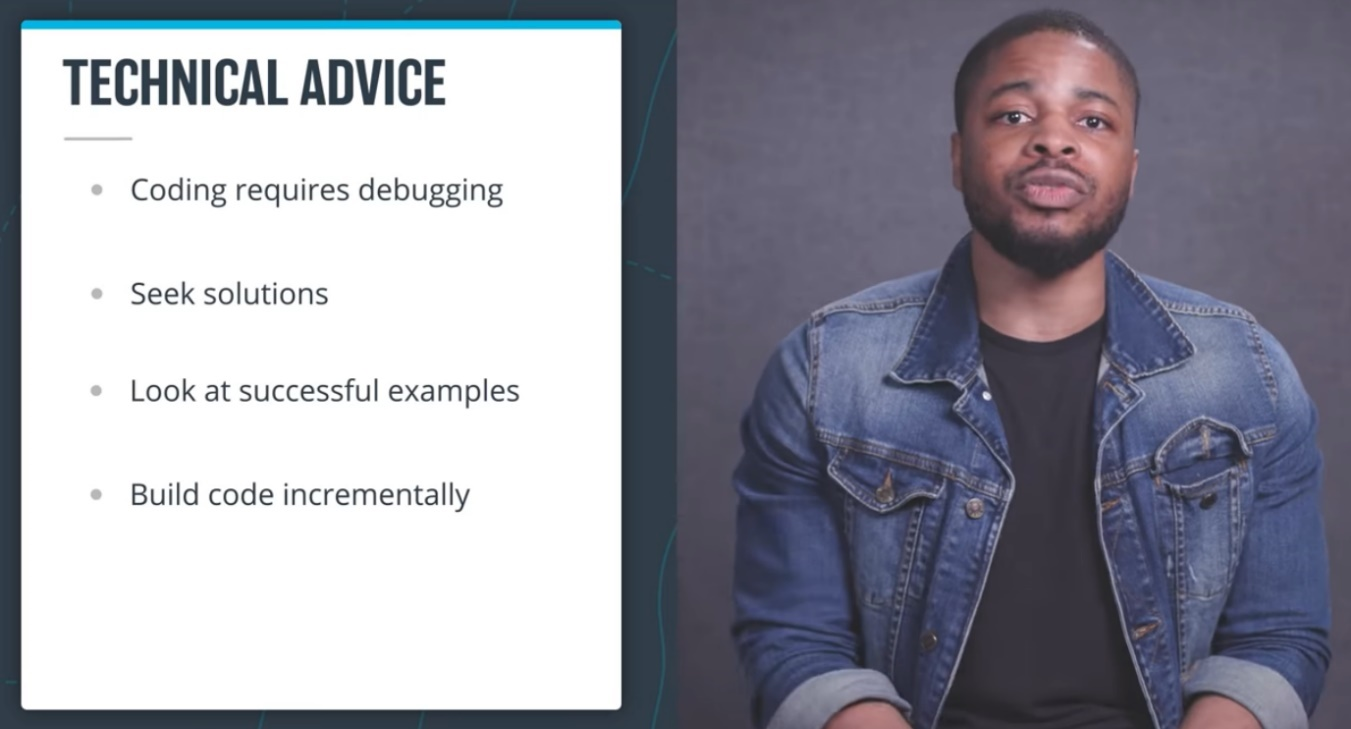 TECHNICAL ADVICE
Coding requires debugging
Seek solutions
Look at successful examples
Build code incrementally